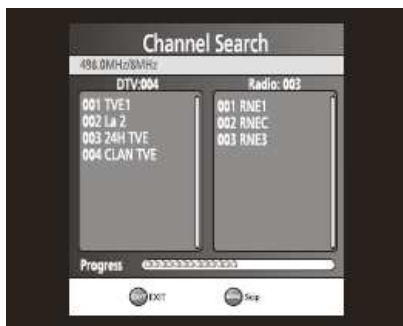 Channel Search
498.0MHz/8MHz
DTV:004
001 TVE1
002 La 2
003 24H TVE
004 CLAN TVE
Radio: 003
001 RNE1
002 RNEC
003 RNE3
Progress
EXIT
Skip